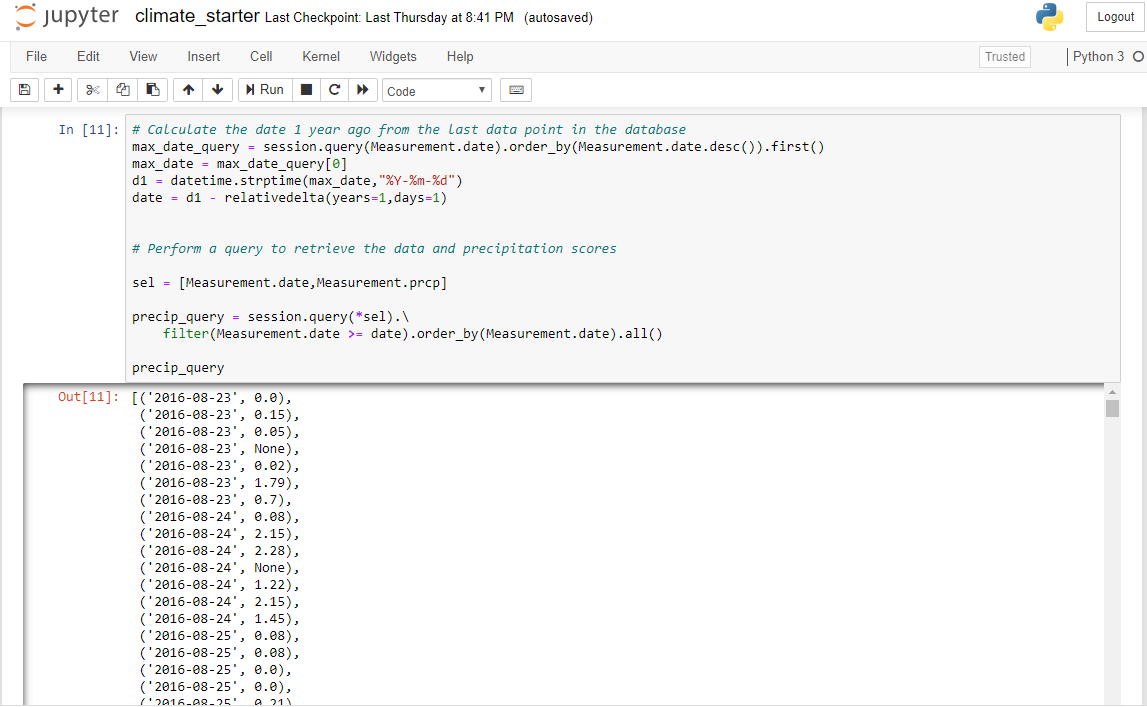 jupyter climate_starter Last Checkpoint: Last Thursday at 8:41 PM (autosaved)
Logout
File Edit View Insert Cell Kernel Widgets Help
Trusted
Python 3
Run
Code
In [11]:
# Calculate the date 1 year ago from the last data point in the database
max_date_query = session.query(Measurement.date).order_by(Measurement.date.desc()).first()
max_date = max_date_query[0]
d1 = datetime.strptime(max_date,"%Y-%m-%d")
date = d1 - relativedelta(years=1,days=1)
# Perform a query to retrieve the data and precipitation scores
sel = [Measurement.date,Measurement.prcp]
precip_query = session.query(*sel).\
    filter(Measurement.date >= date).order_by(Measurement.date).all()
precip_query
Out[11]:
[('2016-08-23', 0.0),
 ('2016-08-23', 0.15),
 ('2016-08-23', 0.05),
 ('2016-08-23', None),
 ('2016-08-23', 0.02),
 ('2016-08-23', 1.79),
 ('2016-08-23', 0.7),
 ('2016-08-24', 0.08),
 ('2016-08-24', 2.15),
 ('2016-08-24', 2.28),
 ('2016-08-24', None),
 ('2016-08-24', 1.22),
 ('2016-08-24', 2.15),
 ('2016-08-24', 1.45),
 ('2016-08-25', 0.08),
 ('2016-08-25', 0.08),
 ('2016-08-25', 0.0),
 ('2016-08-25', 0.0),
 ('2016-08-25', 0.21)